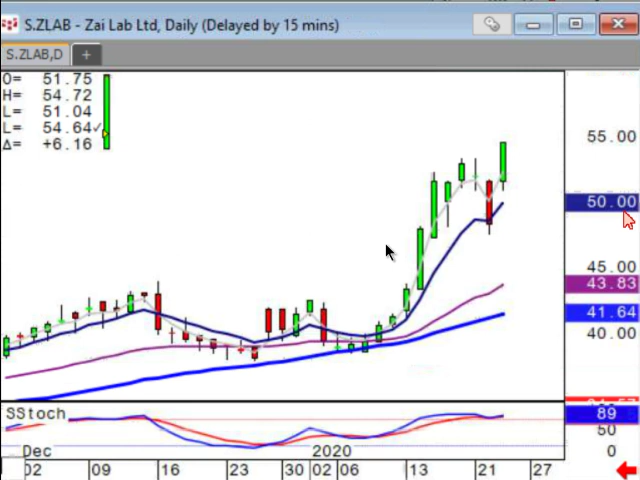 S.ZLAB - Zai Lab Ltd, Daily (Delayed by 15 mins)
S.ZLAB,D +
O= 51.75
H= 54.72
L= 51.04
L= 54.64✓
Δ= +6.16
55.00
50.00
45.00
43.83
41.64
40.00
SStoch
89
50
0
Dec 2020
02 09 16 23 30 02 06 13 21 27